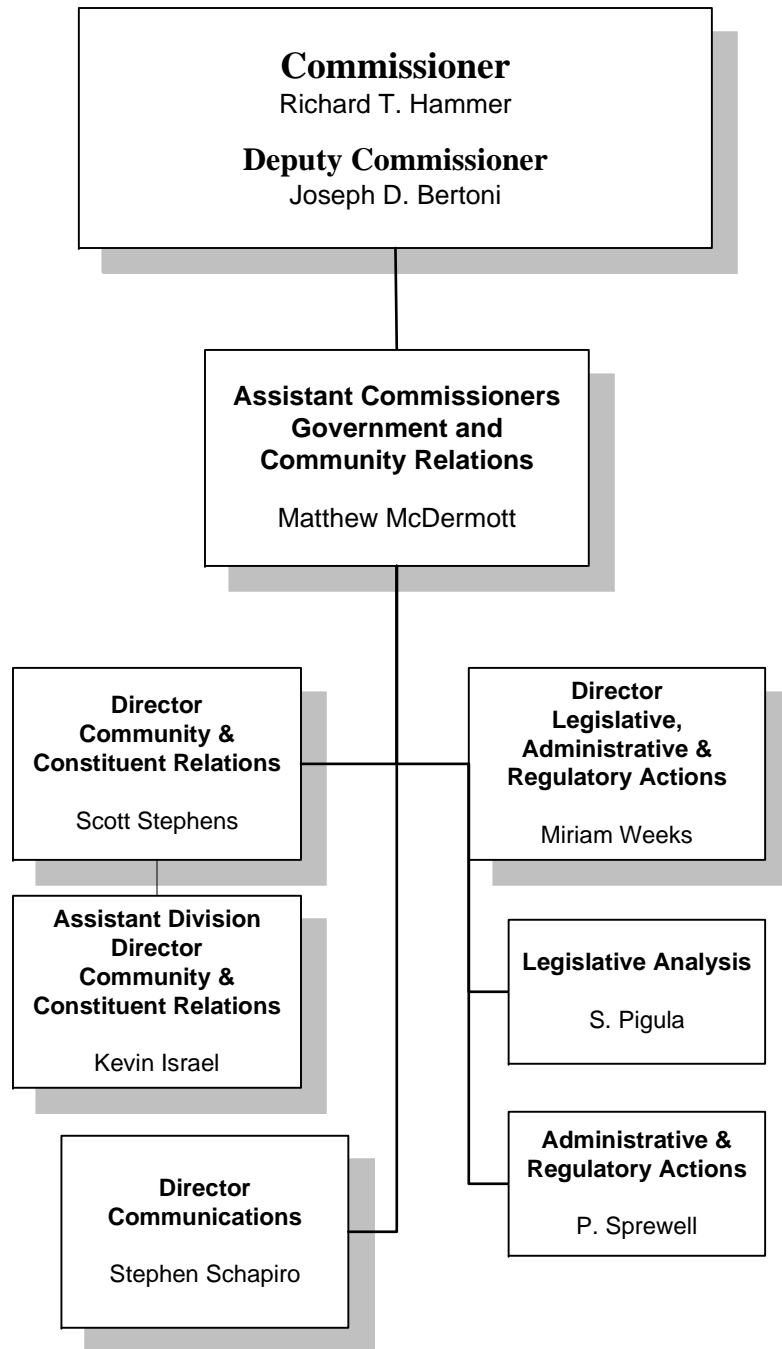 Commissioner
Richard T. Hammer
Deputy Commissioner
Joseph D. Bertoni
Assistant Commissioners
Government and
Community Relations
Matthew McDermott
Director
Community &
Constituent Relations
Scott Stephens
Director
Legislative,
Administrative &
Regulatory Actions
Miriam Weeks
Assistant Division
Director
Community &
Constituent Relations
Kevin Israel
Legislative Analysis
S. Pigula
Administrative &
Regulatory Actions
P. Sprewell
Director
Communications
Stephen Schapiro